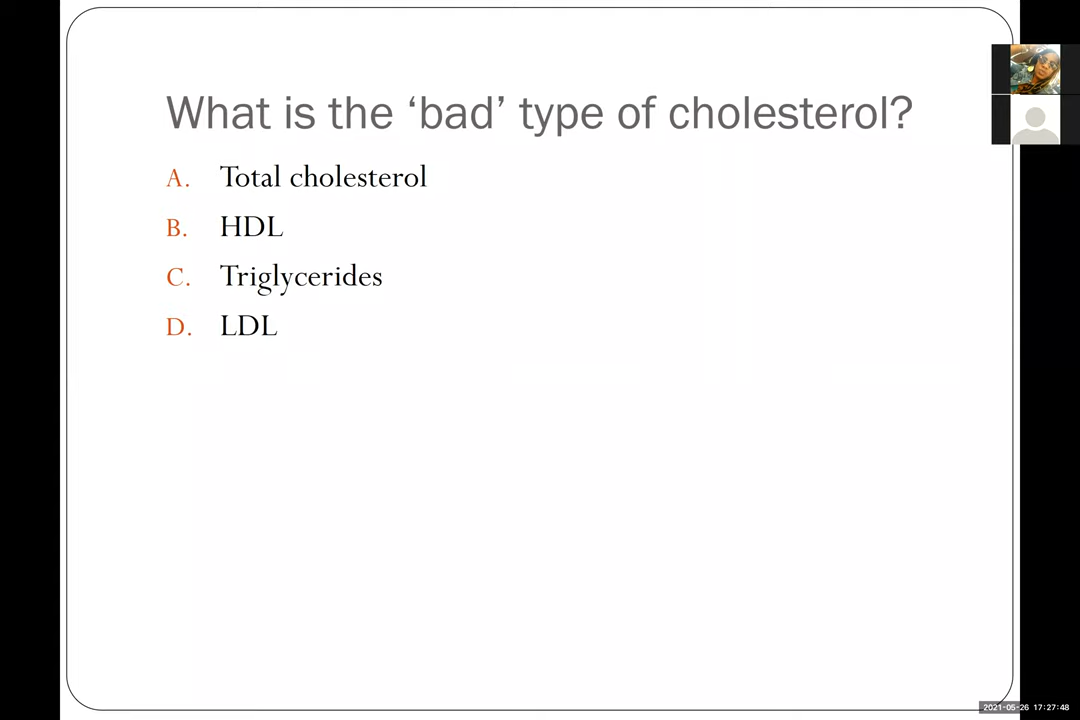 What is the ‘bad’ type of cholesterol?
A. Total cholesterol
B. HDL
C. Triglycerides
D. LDL
2021-05-26 17:27:48